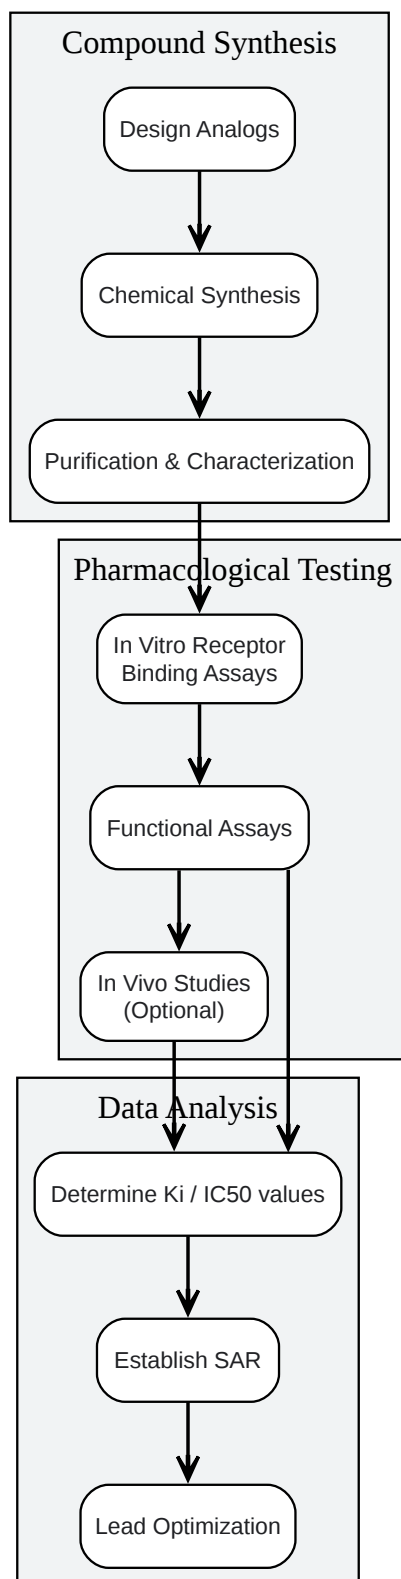 Compound Synthesis
Design Analogs
Chemical Synthesis
Purification & Characterization
Pharmacological Testing
In Vitro Receptor
Binding Assays
Functional Assays
In Vivo Studies
(Optional)
Data Analysis
Determine Ki / IC50 values
Establish SAR
Lead Optimization